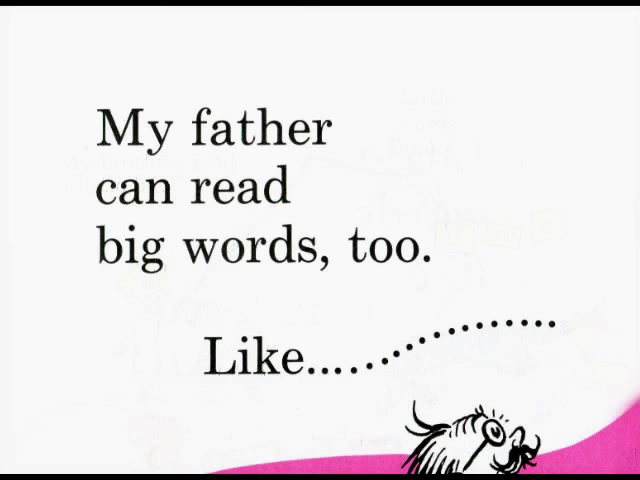 My father
can read
big words, too.
Like....................